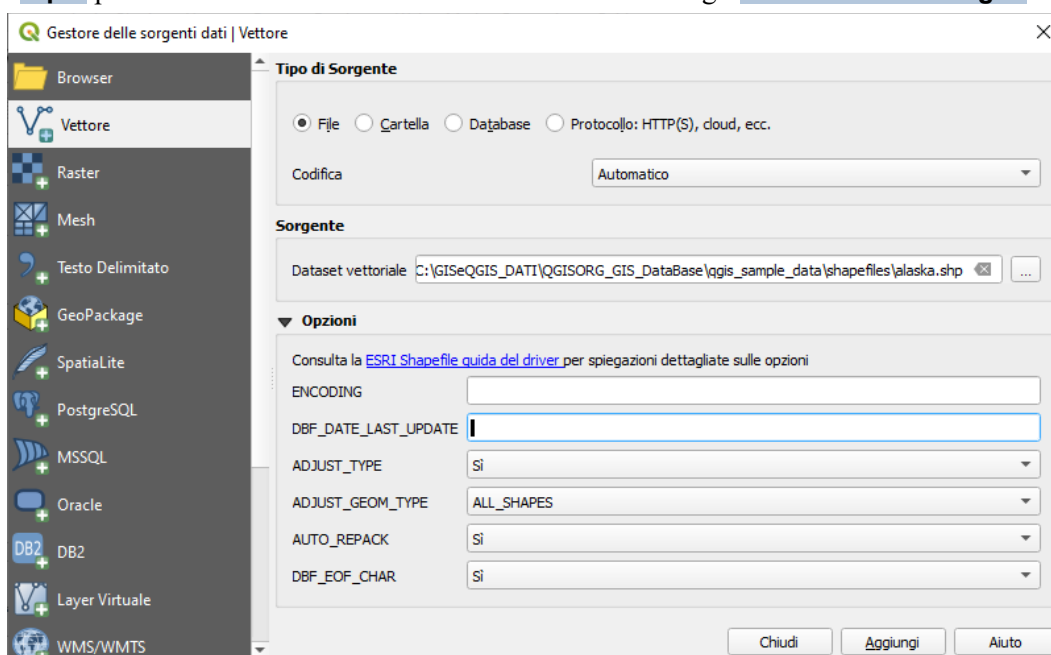 Gestore delle sorgenti dati | Vettore
Browser
Vettore
Raster
Mesh
Testo Delimitato
GeoPackage
SpatiaLite
PostgreSQL
MSSQL
Oracle
DB2
DB2
Layer Virtuale
WMS/WMTS
Tipo di Sorgente
File Cartella Database Protocollo: HTTP(S), cloud, ecc.
Codifica Automatico
Sorgente
Dataset vettoriale C:\GISeQGIS_DATI\QGISORG_GIS_DataBase\qgis_sample_data\shapefiles\alaska.shp ...
Opzioni
Consulta la ESRI Shapefile guida del driver per spiegazioni dettagliate sulle opzioni
ENCODING
DBF_DATE_LAST_UPDATE
ADJUST_TYPE Sì
ADJUST_GEOM_TYPE ALL_SHAPES
AUTO_REPACK Sì
DBF_EOF_CHAR Sì
Chiudi Aggiungi Aiuto